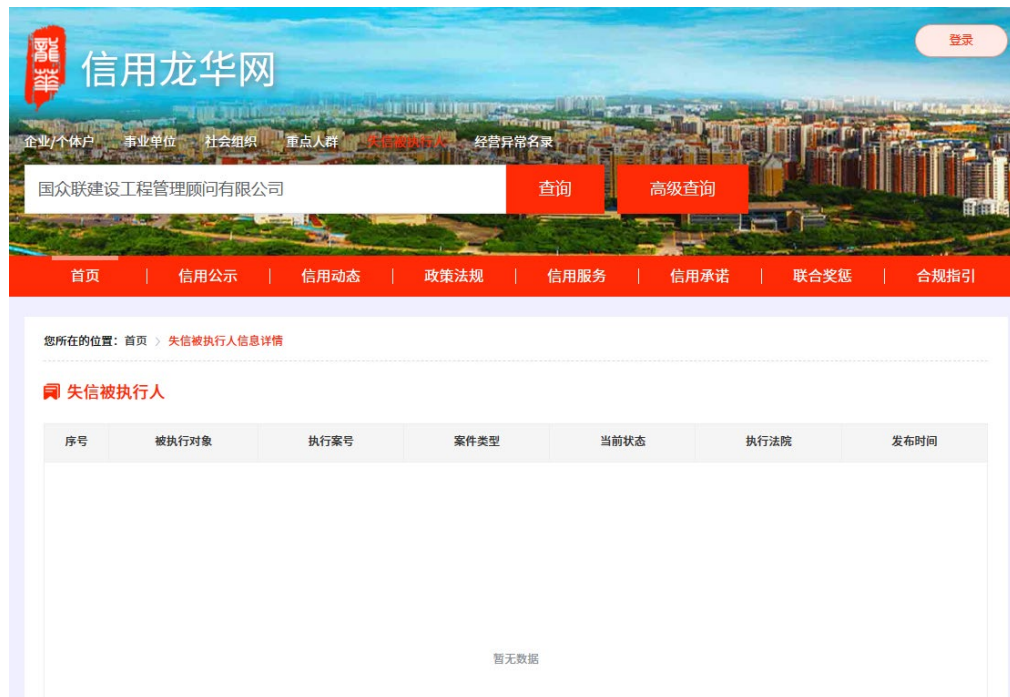 龍華
信用龙华网
登录
企业/个体户 事业单位 社会组织 重点人群 失信被执行人 经营异常名录
国众联建设工程管理顾问有限公司 查询 高级查询
首页 信用公示 信用动态 政策法规 信用服务 信用承诺 联合奖惩 合规指引
您所在的位置：首页 > 失信被执行人信息详情
失信被执行人
序号 被执行对象 执行案号 案件类型 当前状态 执行法院 发布时间
暂无数据